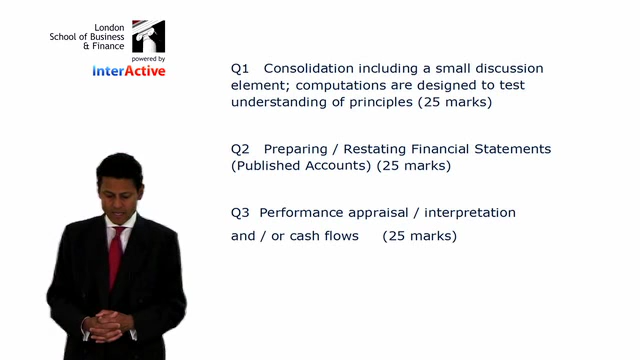 London
School of Business
& Finance
powered by
InterActive
Q1 Consolidation including a small discussion
element; computations are designed to test
understanding of principles (25 marks)
Q2 Preparing / Restating Financial Statements
(Published Accounts) (25 marks)
Q3 Performance appraisal / interpretation
and / or cash flows (25 marks)